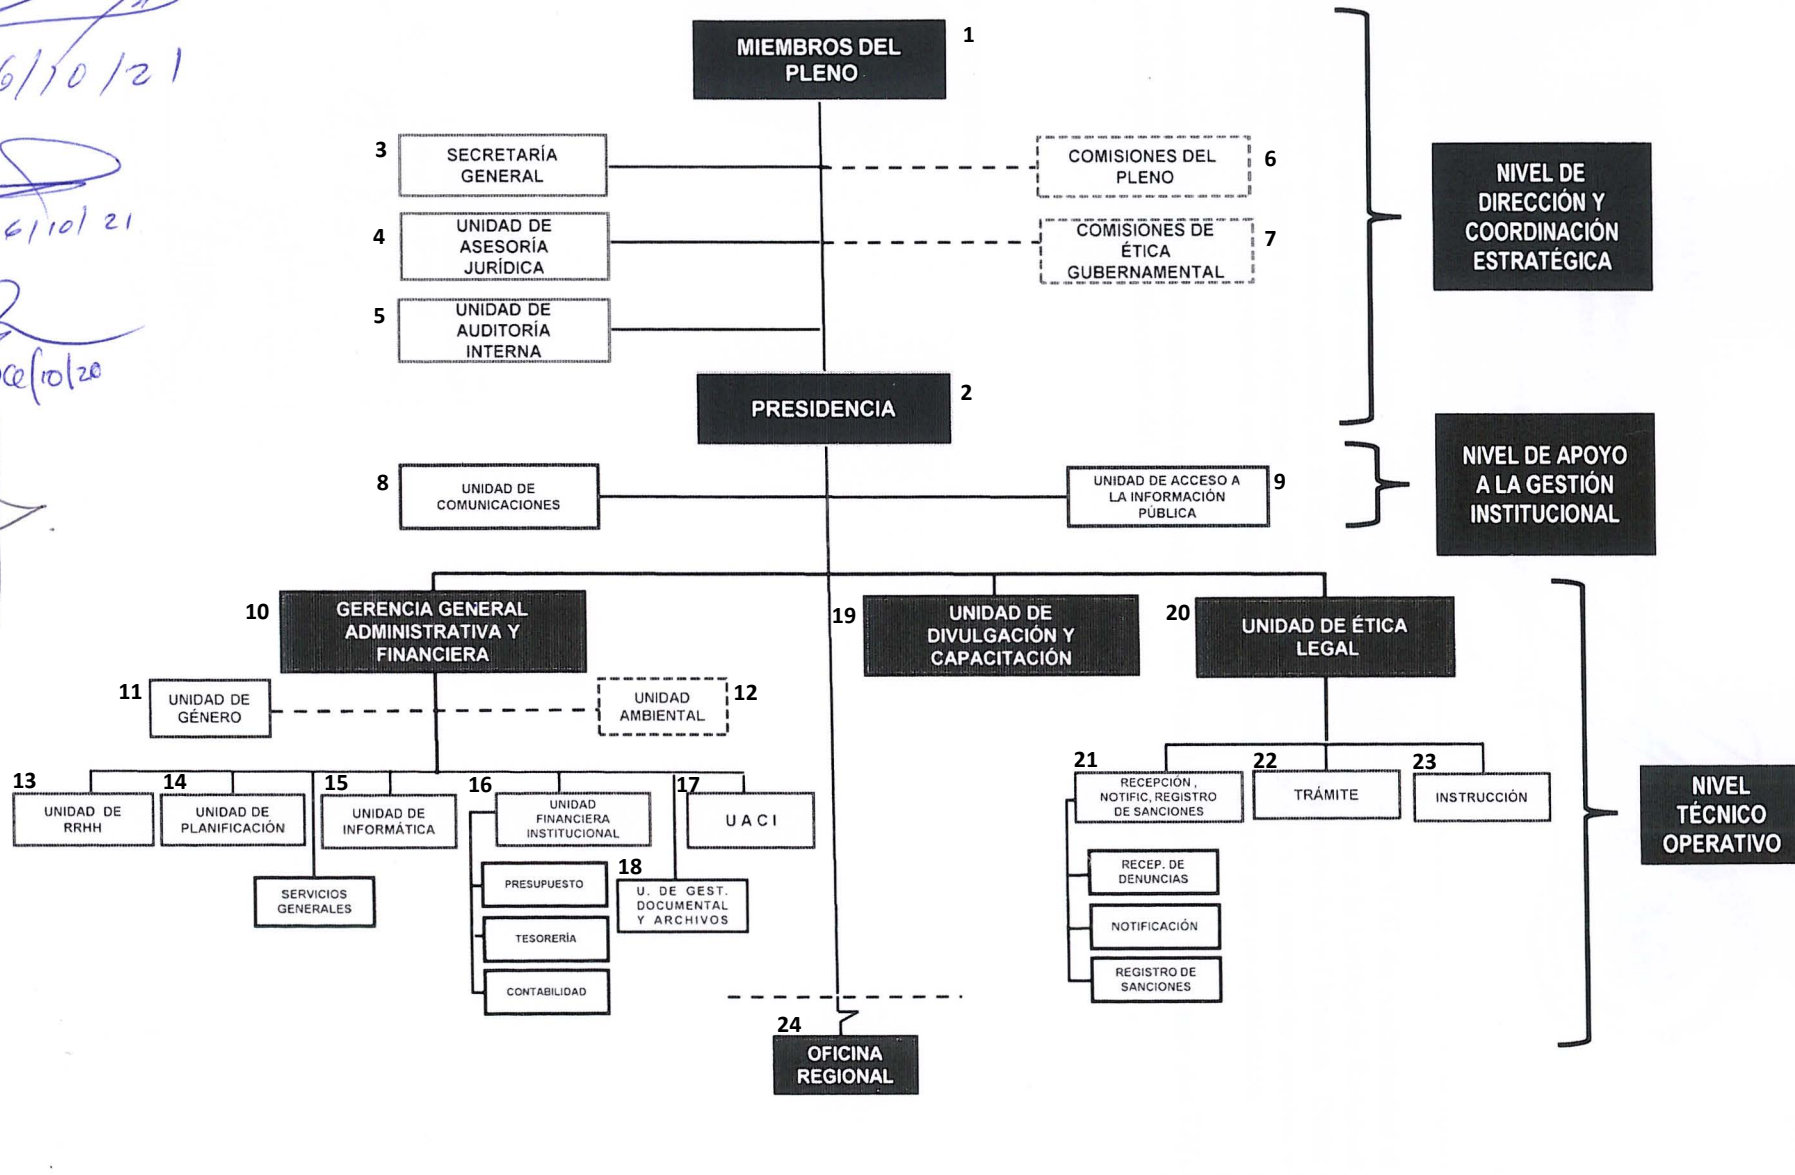 6/10/21
6/10/21
/10/20
1
MIEMBROS DEL
PLENO
3
SECRETARÍA
GENERAL
COMISIONES DEL
PLENO
6
4
UNIDAD DE
ASESORÍA
JURÍDICA
COMISIONES DE
ÉTICA
GUBERNAMENTAL
7
5
UNIDAD DE
AUDITORÍA
INTERNA
NIVEL DE
DIRECCIÓN Y
COORDINACIÓN
ESTRATÉGICA
PRESIDENCIA
2
8
UNIDAD DE
COMUNICACIONES
UNIDAD DE ACCESO A
LA INFORMACIÓN
PÚBLICA
9
NIVEL DE APOYO
A LA GESTIÓN
INSTITUCIONAL
10
GERENCIA GENERAL
ADMINISTRATIVA Y
FINANCIERA
19
UNIDAD DE
DIVULGACIÓN Y
CAPACITACIÓN
20
UNIDAD DE ÉTICA
LEGAL
11
UNIDAD DE
GÉNERO
UNIDAD
AMBIENTAL
12
13
UNIDAD DE
RRHH
14
UNIDAD DE
PLANIFICACIÓN
15
UNIDAD DE
INFORMÁTICA
16
UNIDAD
FINANCIERA
INSTITUCIONAL
17
U A C I
SERVICIOS
GENERALES
PRESUPUESTO
TESORERÍA
CONTABILIDAD
18
U. DE GEST.
DOCUMENTAL
Y ARCHIVOS
21
RECEPCIÓN ,
NOTIFIC, REGISTRO
DE SANCIONES
22
TRÁMITE
23
INSTRUCCIÓN
RECEP. DE
DENUNCIAS
NOTIFICACIÓN
REGISTRO DE
SANCIONES
NIVEL
TÉCNICO
OPERATIVO
24
OFICINA
REGIONAL